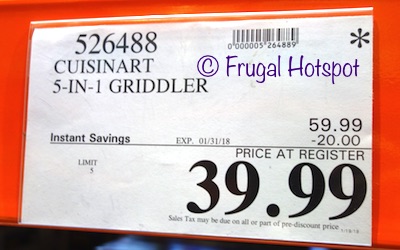 526488
0000005264889
*
CUISINART
5-IN-1 GRIDDLER
© Frugal Hotspot
59.99
Instant Savings EXP. 01/31/18 -20.00
PRICE AT REGISTER
LIMIT
5
39.99
Sales Tax may be due on all or part of pre-discount price